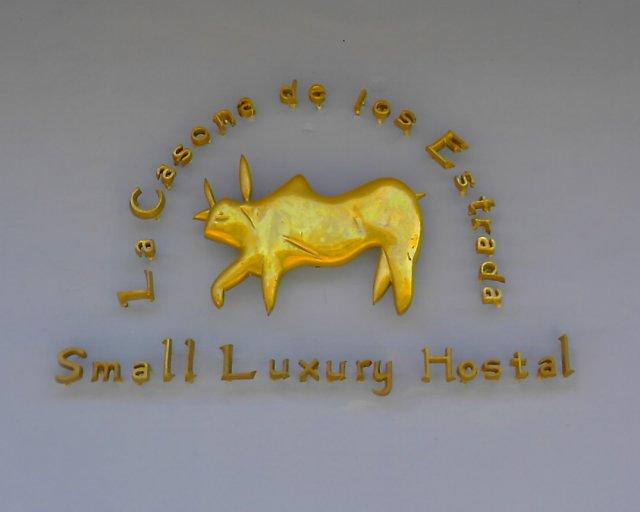 La Casona de los Estrada
Small Luxury Hostal